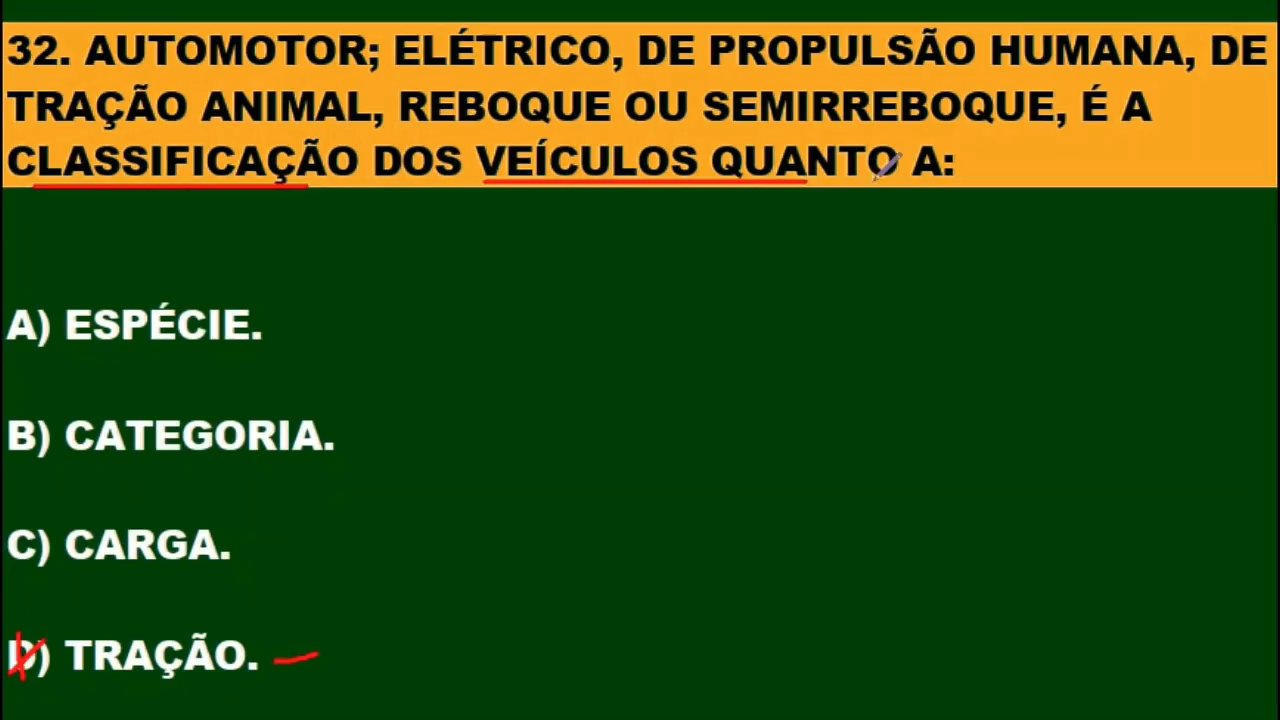 32. AUTOMOTOR; ELÉTRICO, DE PROPULSÃO HUMANA, DE
TRAÇÃO ANIMAL, REBOQUE OU SEMIRREBOQUE, É A
CLASSIFICAÇÃO DOS VEÍCULOS QUANTO A:
A) ESPÉCIE.
B) CATEGORIA.
C) CARGA.
D) TRAÇÃO.